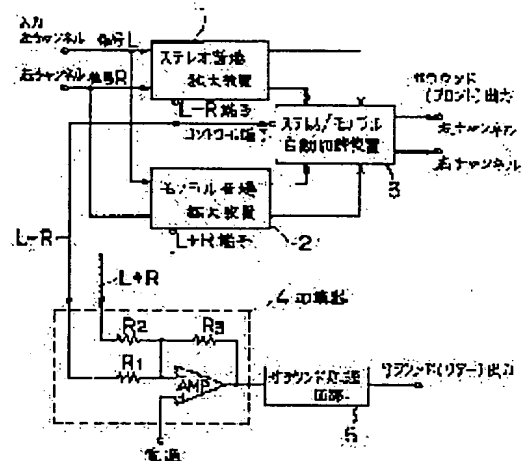 1
入力
左チャンネル 信号L
右チャンネル 信号R
ステレオ音場
拡大装置
L-R端子
コントロール端子
ステレオ/モノラル
自動切替装置
3
サラウンド
(フロント)出力
左チャンネル
右チャンネル
モノラル音場
拡大装置
L+R端子
2
L-R
L+R
4加算器
R2
R3
R1
AMP
電源
サラウンド処理
回路
5
サラウンド(リアー)出力